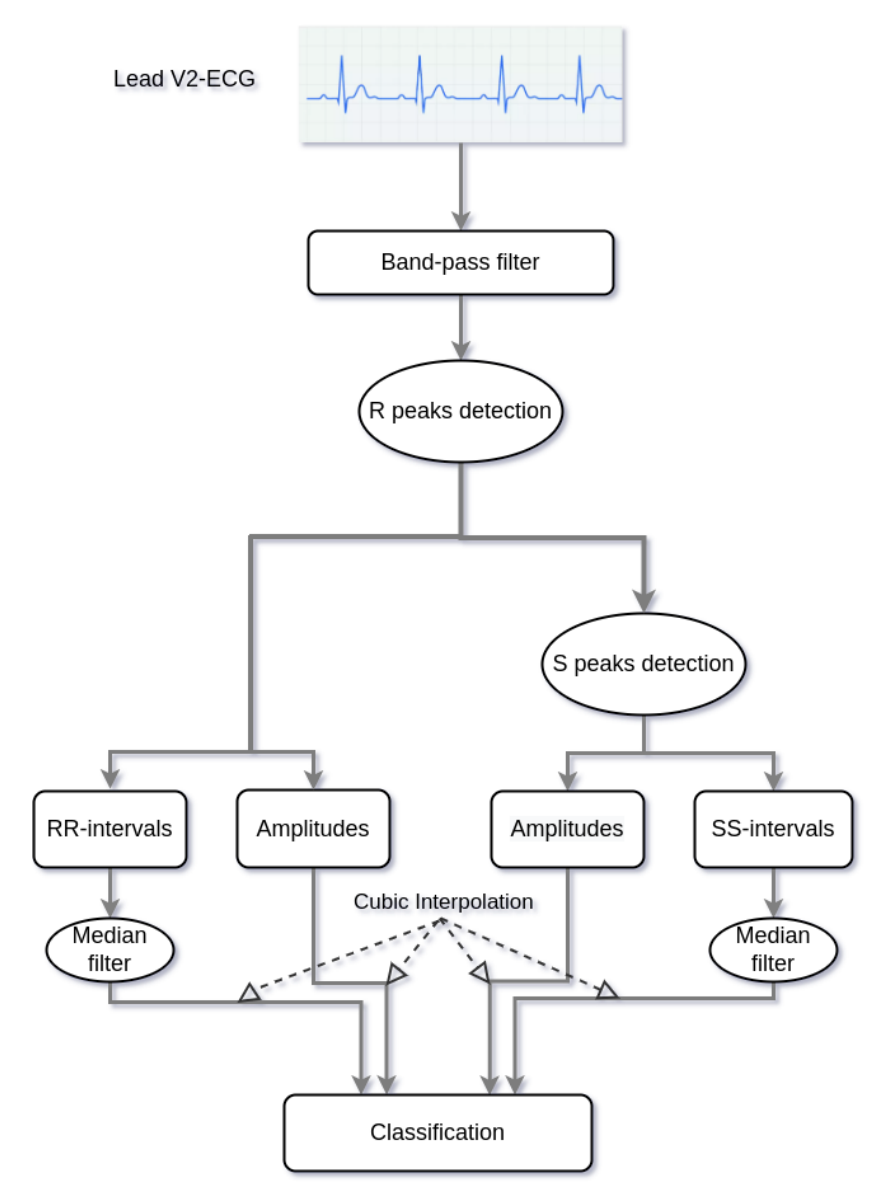 Lead V2-ECG
Band-pass filter
R peaks detection
S peaks detection
RR-intervals
Amplitudes
Amplitudes
SS-intervals
Cubic Interpolation
Median
filter
Median
filter
Classification